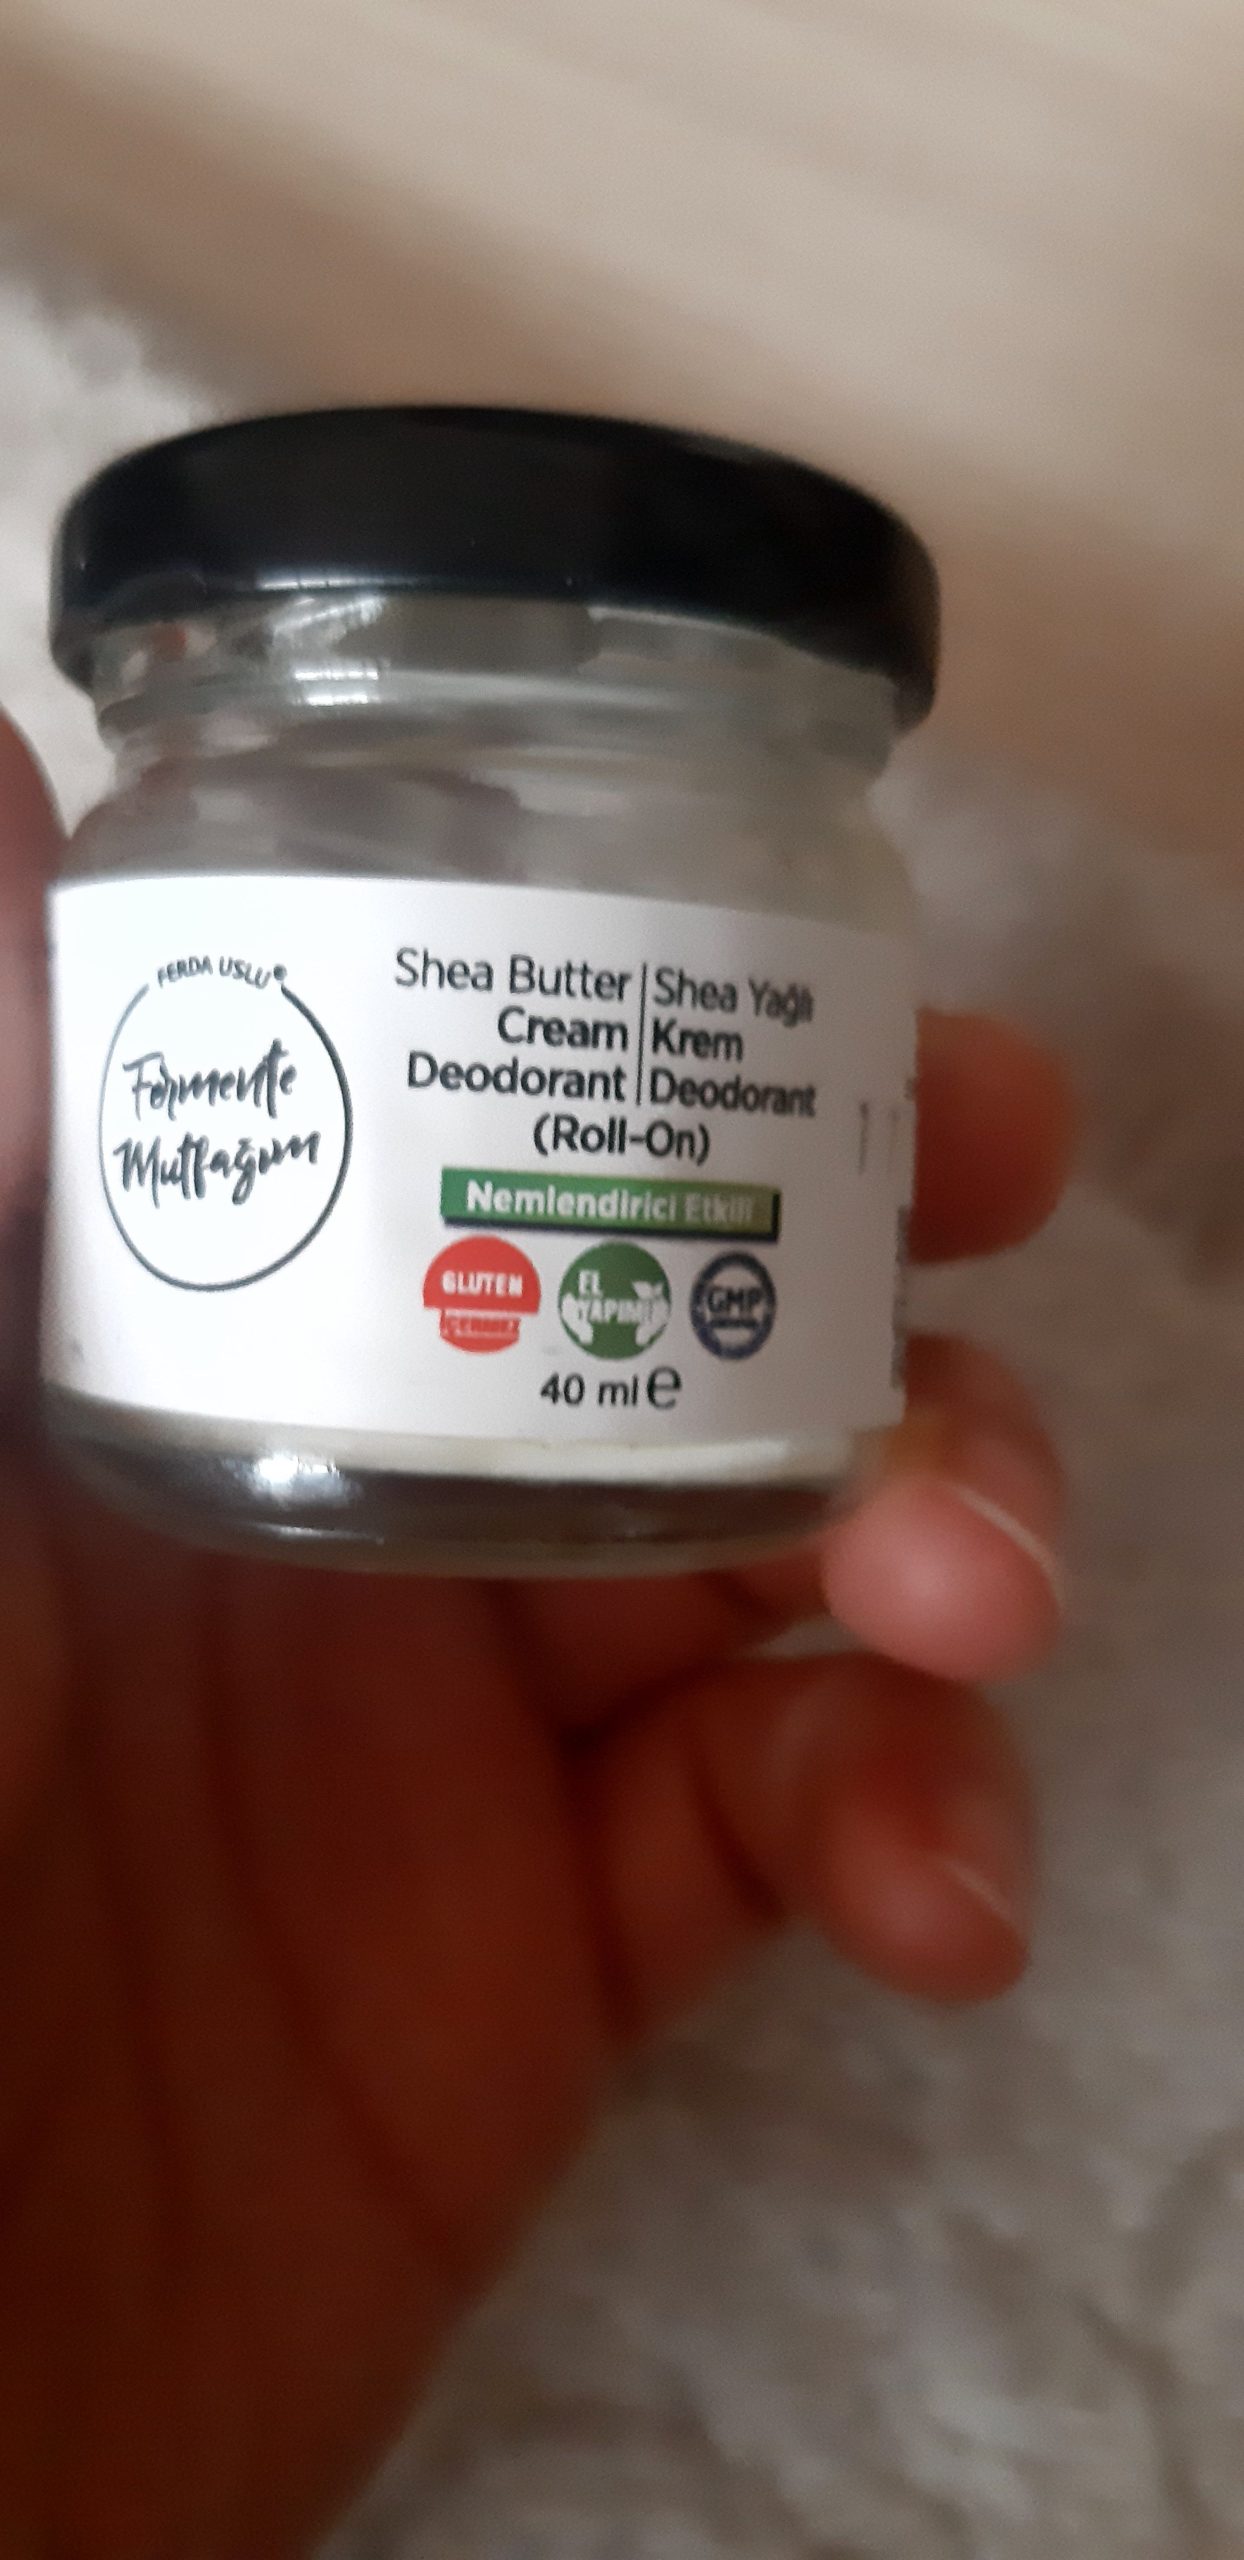 FERDA USLU®
Fermente
Mutfağım
Shea Butter | Shea Yağlı
Cream | Krem
Deodorant | Deodorant
(Roll-On)
Nemlendirici Etkili
GLUTEN
EL
YAPIMI
GMP
40 ml e